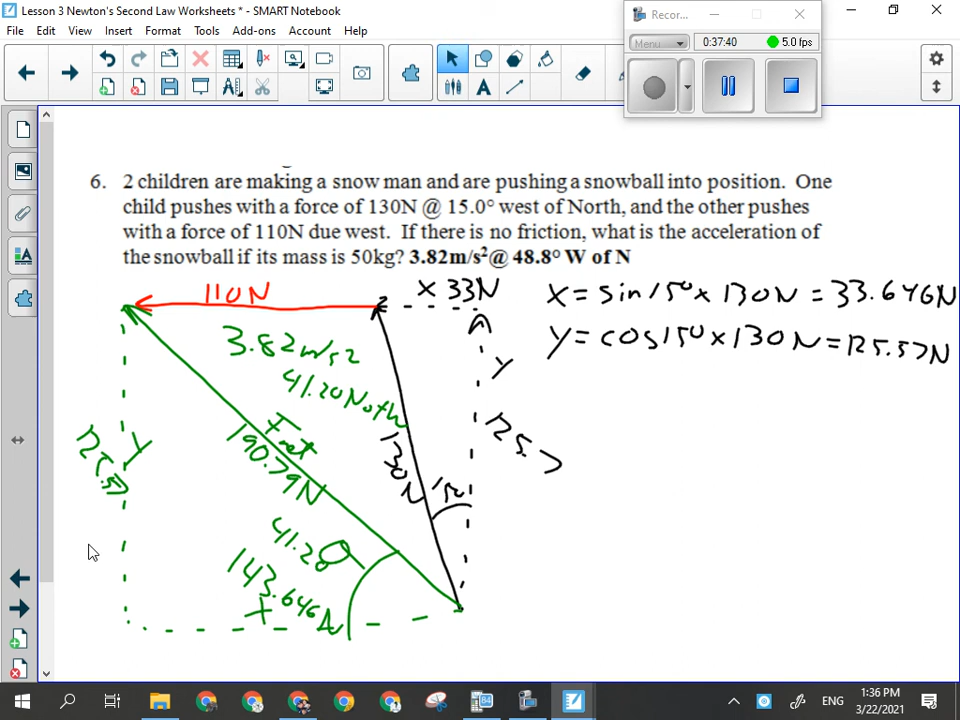 Lesson 3 Newton's Second Law Worksheets * - SMART Notebook
Recor...
File Edit View Insert Format Tools Add-ons Account Help
Menu
0:37:40
5.0 fps
6. 2 children are making a snow man and are pushing a snowball into position. One
child pushes with a force of 130N @ 15.0° west of North, and the other pushes
with a force of 110N due west. If there is no friction, what is the acceleration of
the snowball if its mass is 50kg? 3.82m/s²@ 48.8° W of N
110N
X 33N
X = sin 15° x 130N = 33.646N
Y = cos 15° x 130N = 125.57N
3.82 m/s2
41.20 North
Y
Fnet
190.79N
130N
125.
15°
Y
125.57
41.2
143.646N
X
ENG
1:36 PM
3/22/2021